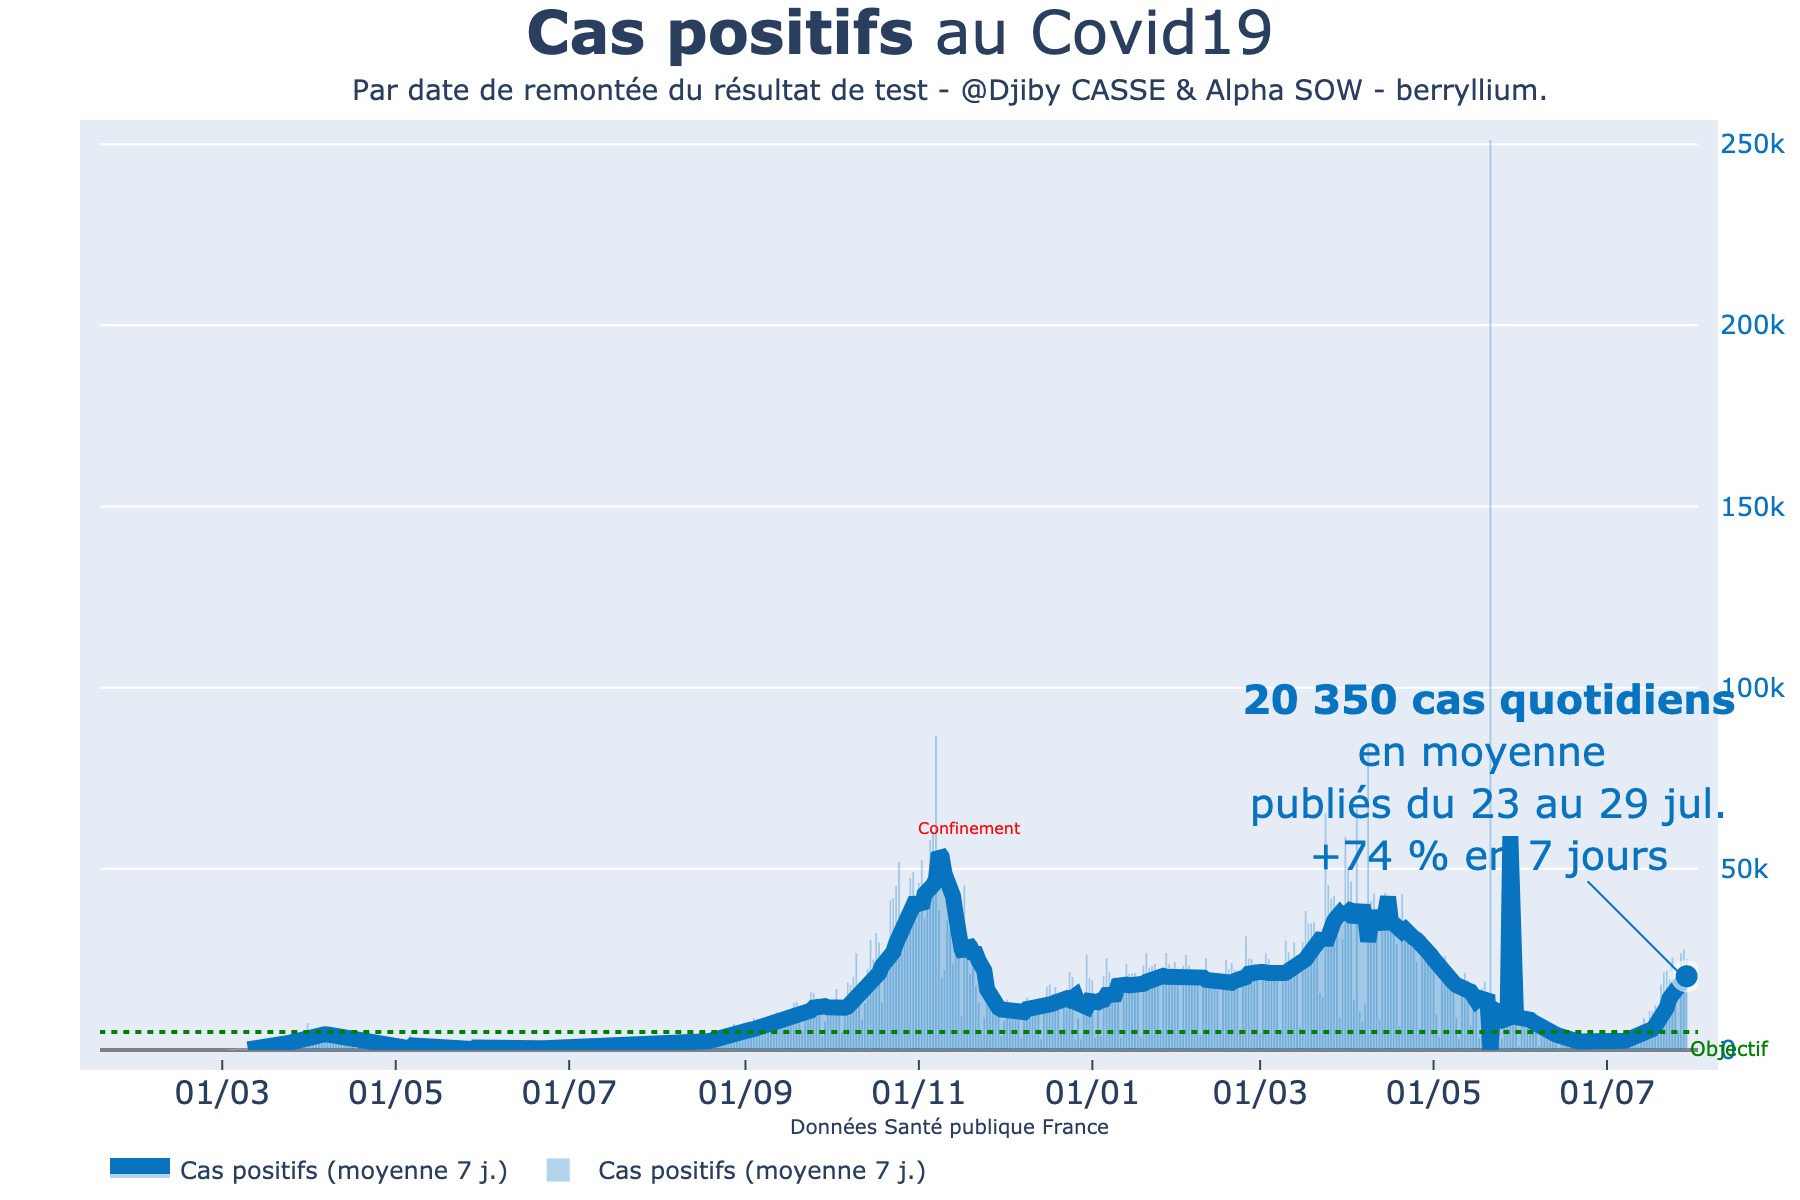 Cas positifs au Covid19
Par date de remontée du résultat de test - @Djiby CASSE & Alpha SOW - berryllium.
250k
200k
150k
100k
50k
0
20 350 cas quotidiens
en moyenne
publiés du 23 au 29 jul.
+74 % en 7 jours
Confinement
Objectif
01/03 01/05 01/07 01/09 01/11 01/01 01/03 01/05 01/07
Données Santé publique France
Cas positifs (moyenne 7 j.) Cas positifs (moyenne 7 j.)